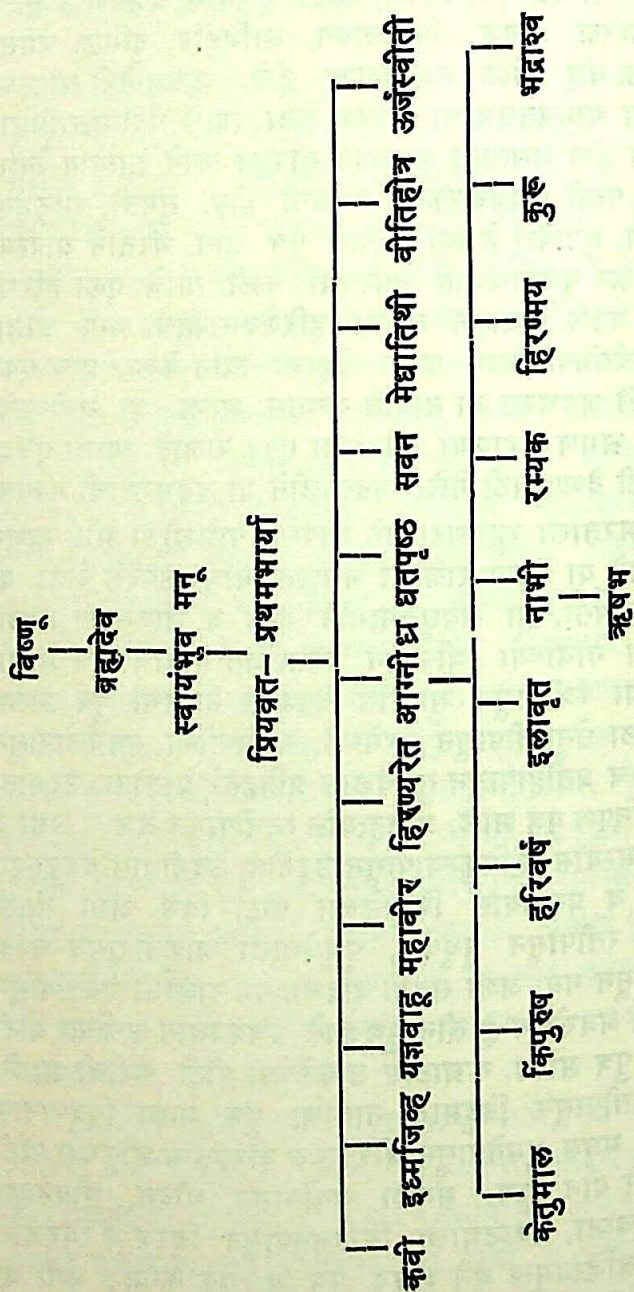 विष्णू
ब्रह्मदेव
स्वायंभुव मनू
प्रियव्रत- प्रथमभार्या
कवी इध्मजिव्ह यज्ञबाहू महावीर हिरण्यरेत आग्नीध्र घृतपृष्ठ सवन मेधातिथी वीतिहोत्र ऊर्जस्वीती
केतुमाल किंपुरुष हरिवर्ष इलावृत नाभी रम्यक हिरण्मय कुरु भद्राश्व
ऋषभ